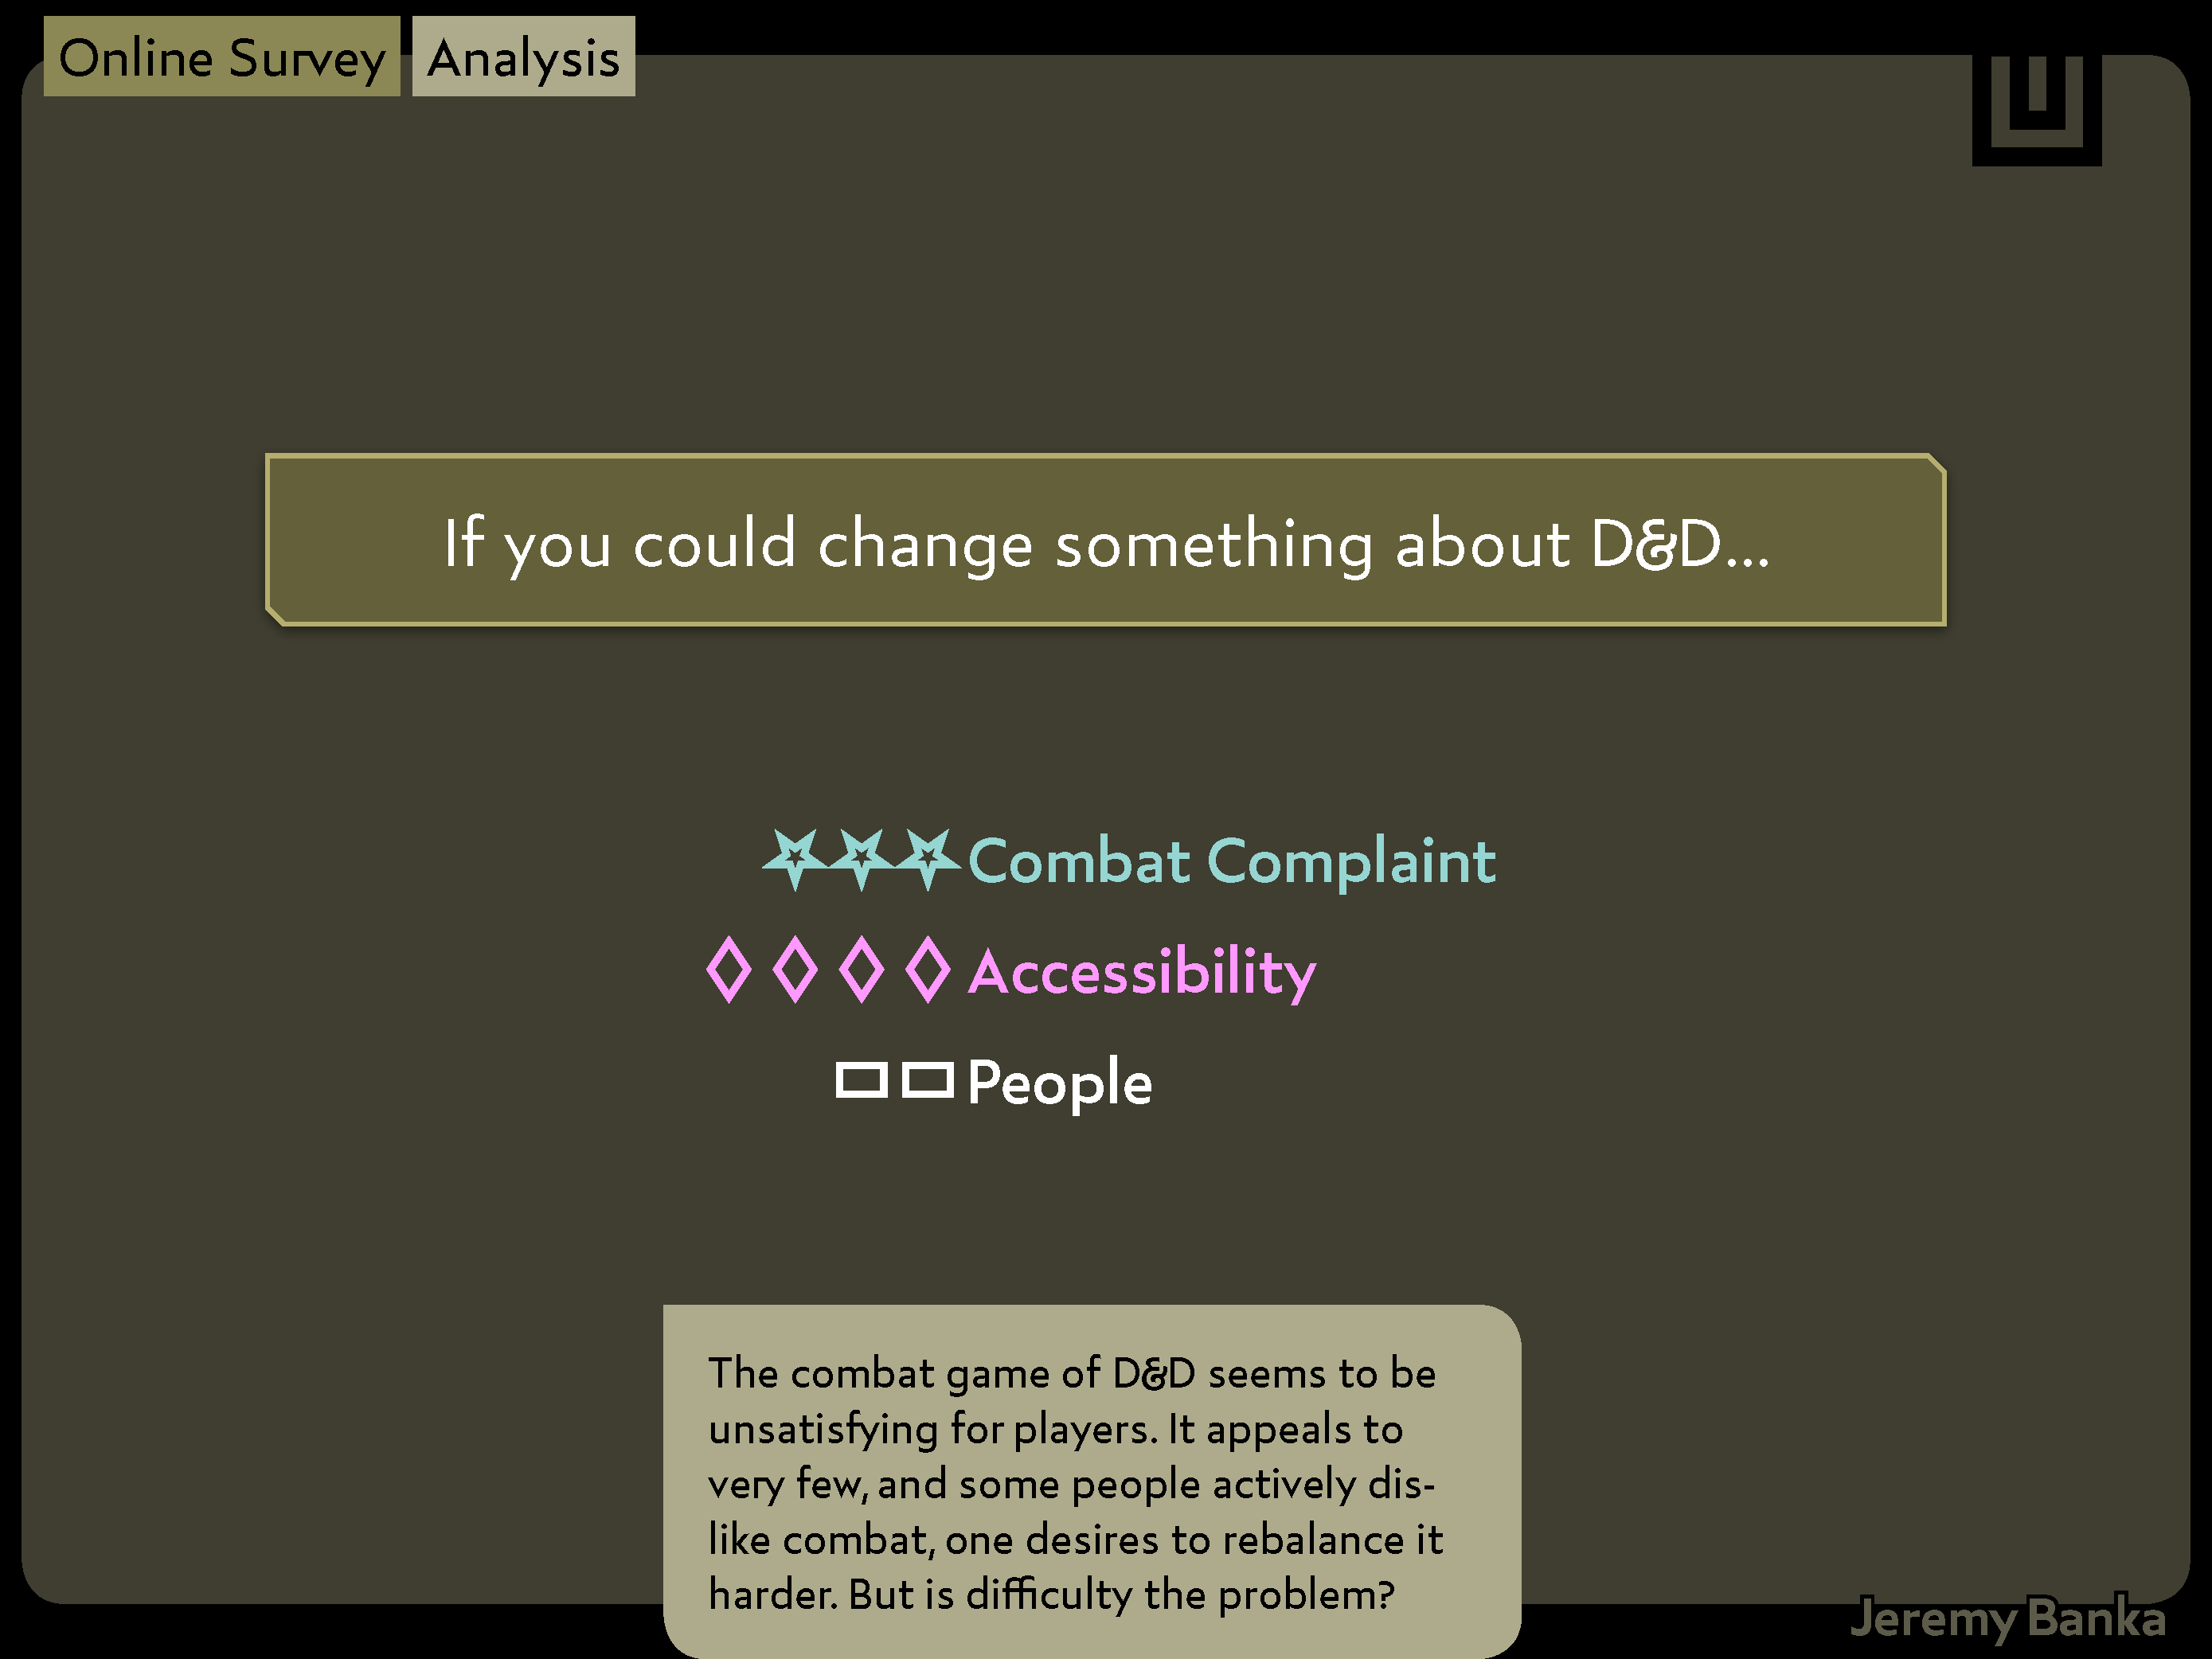 Online Survey Analysis
If you could change something about D&D...
Combat Complaint
Accessibility
People
The combat game of D&D seems to be
unsatisfying for players. It appeals to
very few, and some people actively dis-
like combat, one desires to rebalance it
harder. But is difficulty the problem?
Jeremy Banka